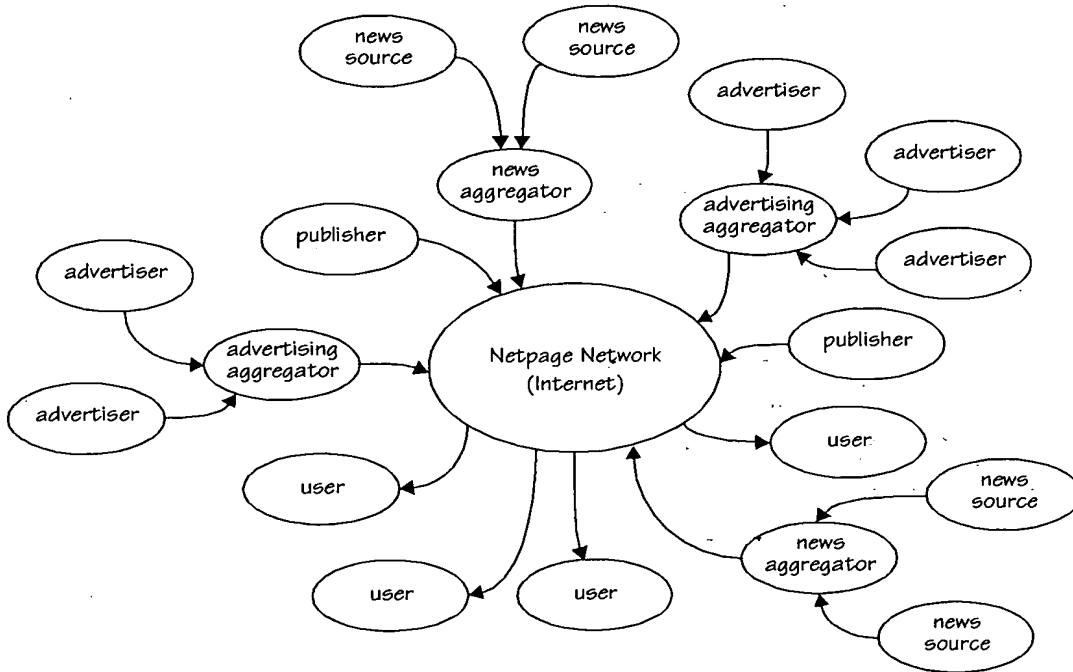 news
source
news
source
advertiser
advertiser
news
aggregator
advertising
aggregator
publisher
advertiser
advertiser
Netpage Network
(Internet)
publisher
advertising
aggregator
advertiser
user
user
news
source
news
aggregator
user
user
news
source